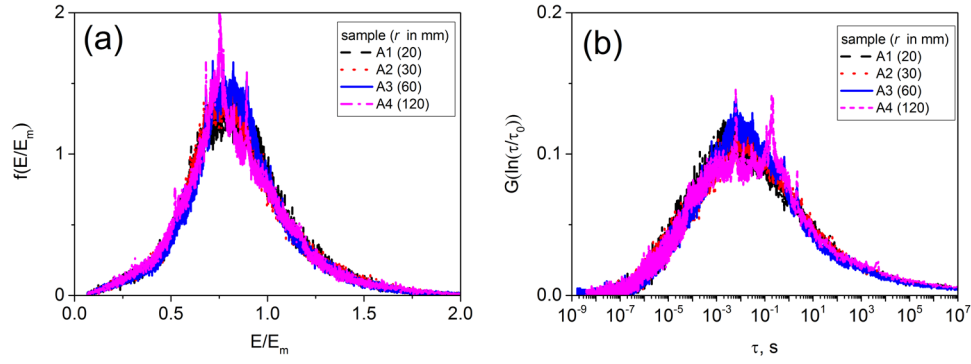 (a)
sample (r in mm)
A1 (20)
A2 (30)
A3 (60)
A4 (120)
f(E/Em)
2
1
0
0.5
1.0
1.5
2.0
E/Em
(b)
sample (r in mm)
A1 (20)
A2 (30)
A3 (60)
A4 (120)
G(ln(τ/τ0))
0.2
0.1
0.0
10-9 10-7 10-5 10-3 10-1 101 103 105 107
τ, s